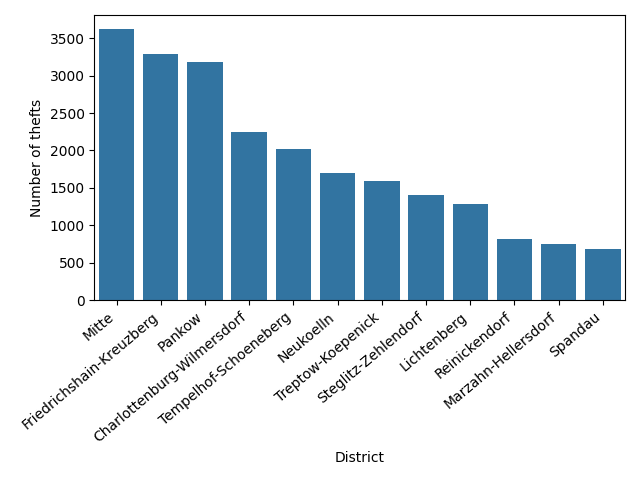 3500
3000
2500
2000
1500
1000
500
0
Number of thefts
Mitte
Friedrichshain-Kreuzberg
Pankow
Charlottenburg-Wilmersdorf
Tempelhof-Schoeneberg
Neukoelln
Treptow-Koepenick
Steglitz-Zehlendorf
Lichtenberg
Reinickendorf
Marzahn-Hellersdorf
Spandau
District